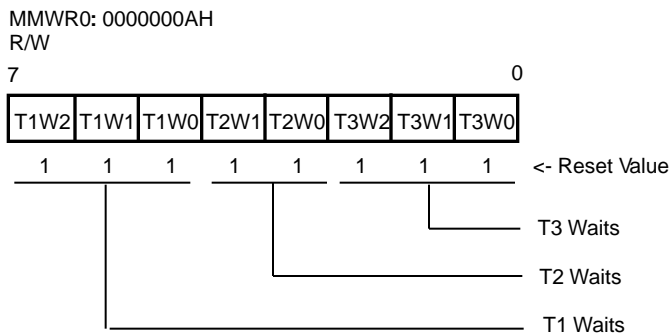 MMWR0: 0000000AH
R/W
7 0
T1W2 T1W1 T1W0 T2W1 T2W0 T3W2 T3W1 T3W0
1 1 1 1 1 1 1 1 <- Reset Value
T3 Waits
T2 Waits
T1 Waits